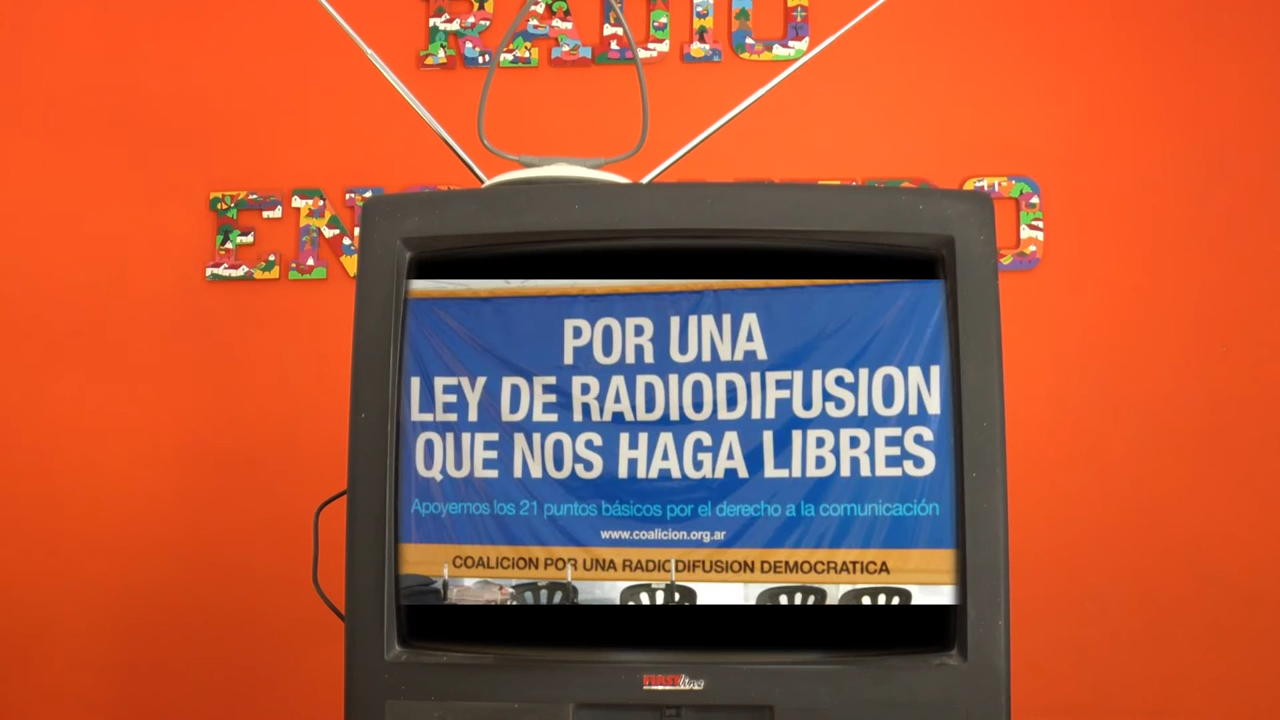 RADIO
POR UNA
LEY DE RADIODIFUSION
QUE NOS HAGA LIBRES
Apoyemos los 21 puntos básicos por el derecho a la comunicación
www.coalicion.org.ar
COALICION POR UNA RADIODIFUSION DEMOCRATICA
FIRSTline